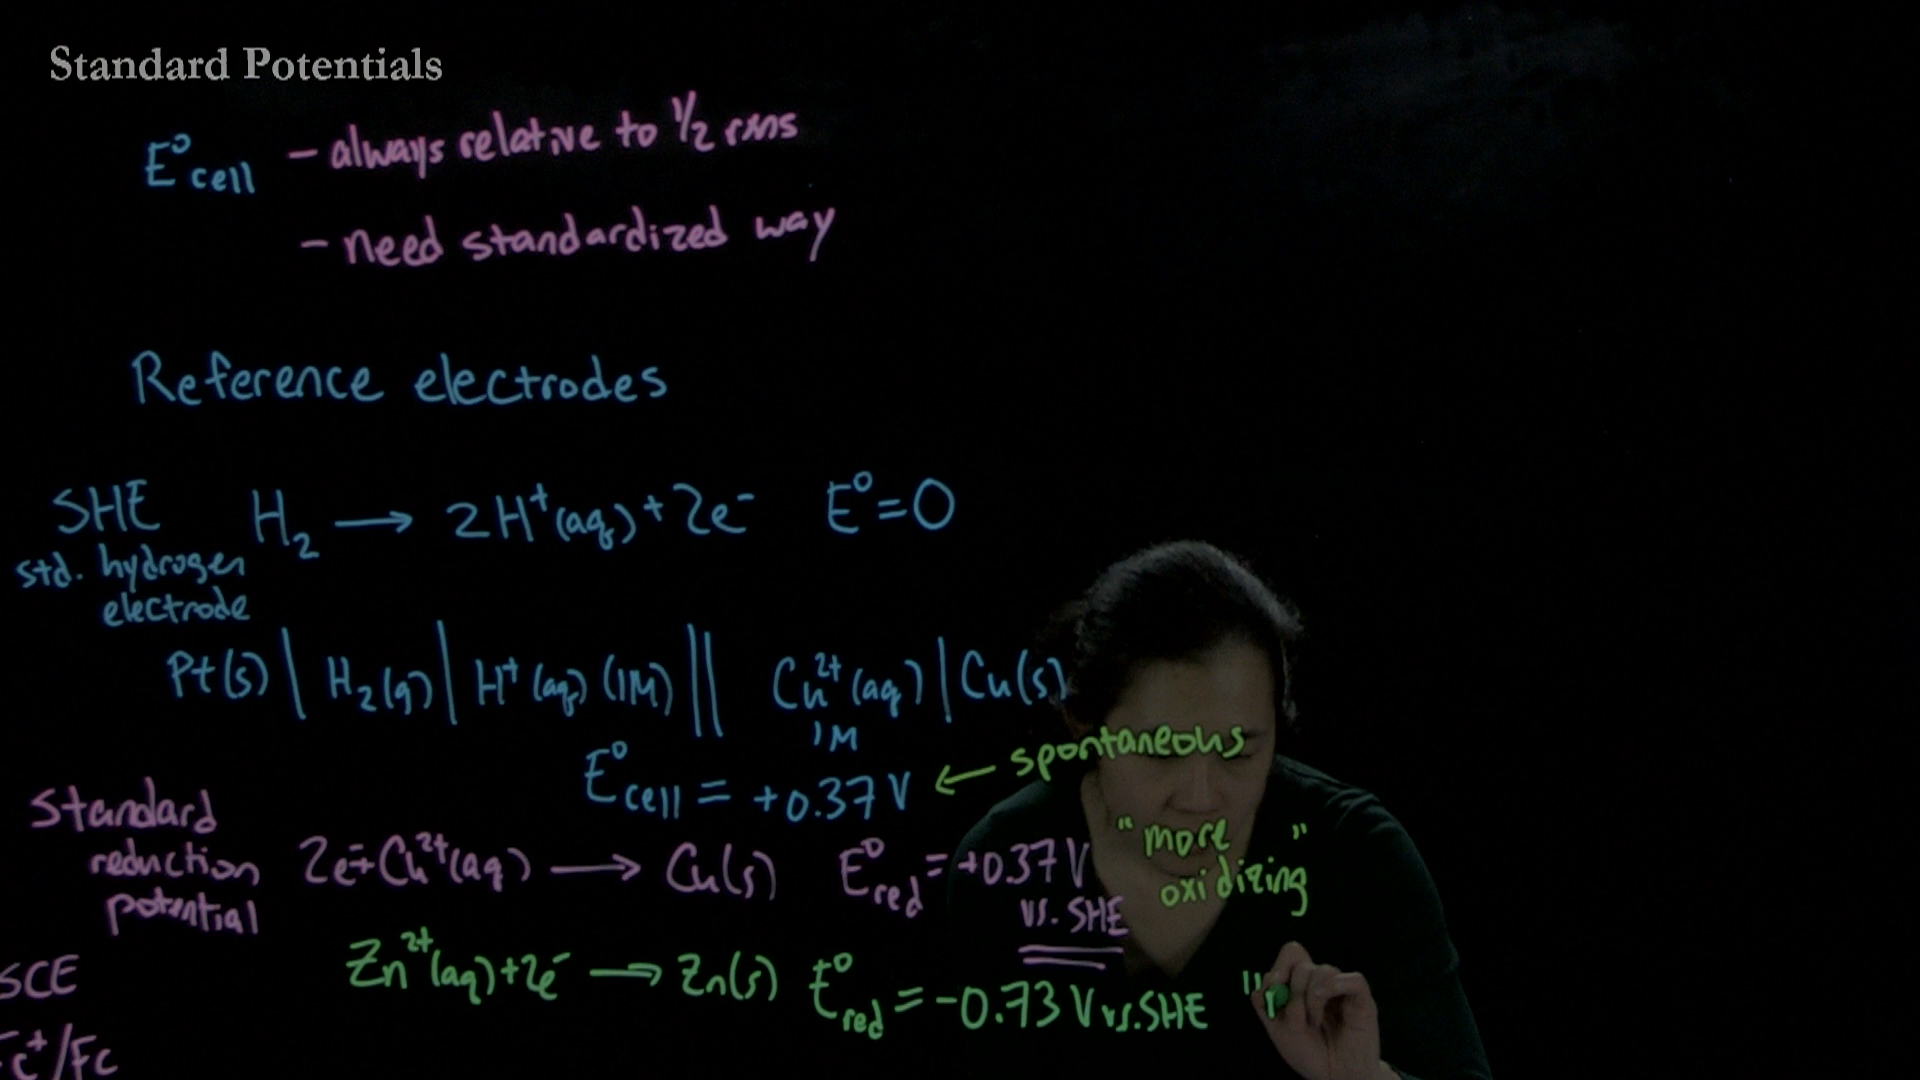 Standard Potentials
E°cell - always relative to 1/2 rxns
- need standardized way
Reference electrodes
SHE H₂ → 2H⁺(aq) + 2e⁻ E° = 0
std. hydrogen
electrode
Pt(s) | H₂(g) | H⁺(aq) (1M) || Cu²⁺(aq) | Cu(s)
1M
E°cell = +0.37 V ← spontaneous
Standard
reduction
potential
2e⁻ + Cu²⁺(aq) → Cu(s) E°red = +0.37 V
vs. SHE
"more
oxidizing"
Zn²⁺(aq) + 2e⁻ → Zn(s) E°red = -0.73 V vs. SHE "r
SCE
Fc⁺/Fc